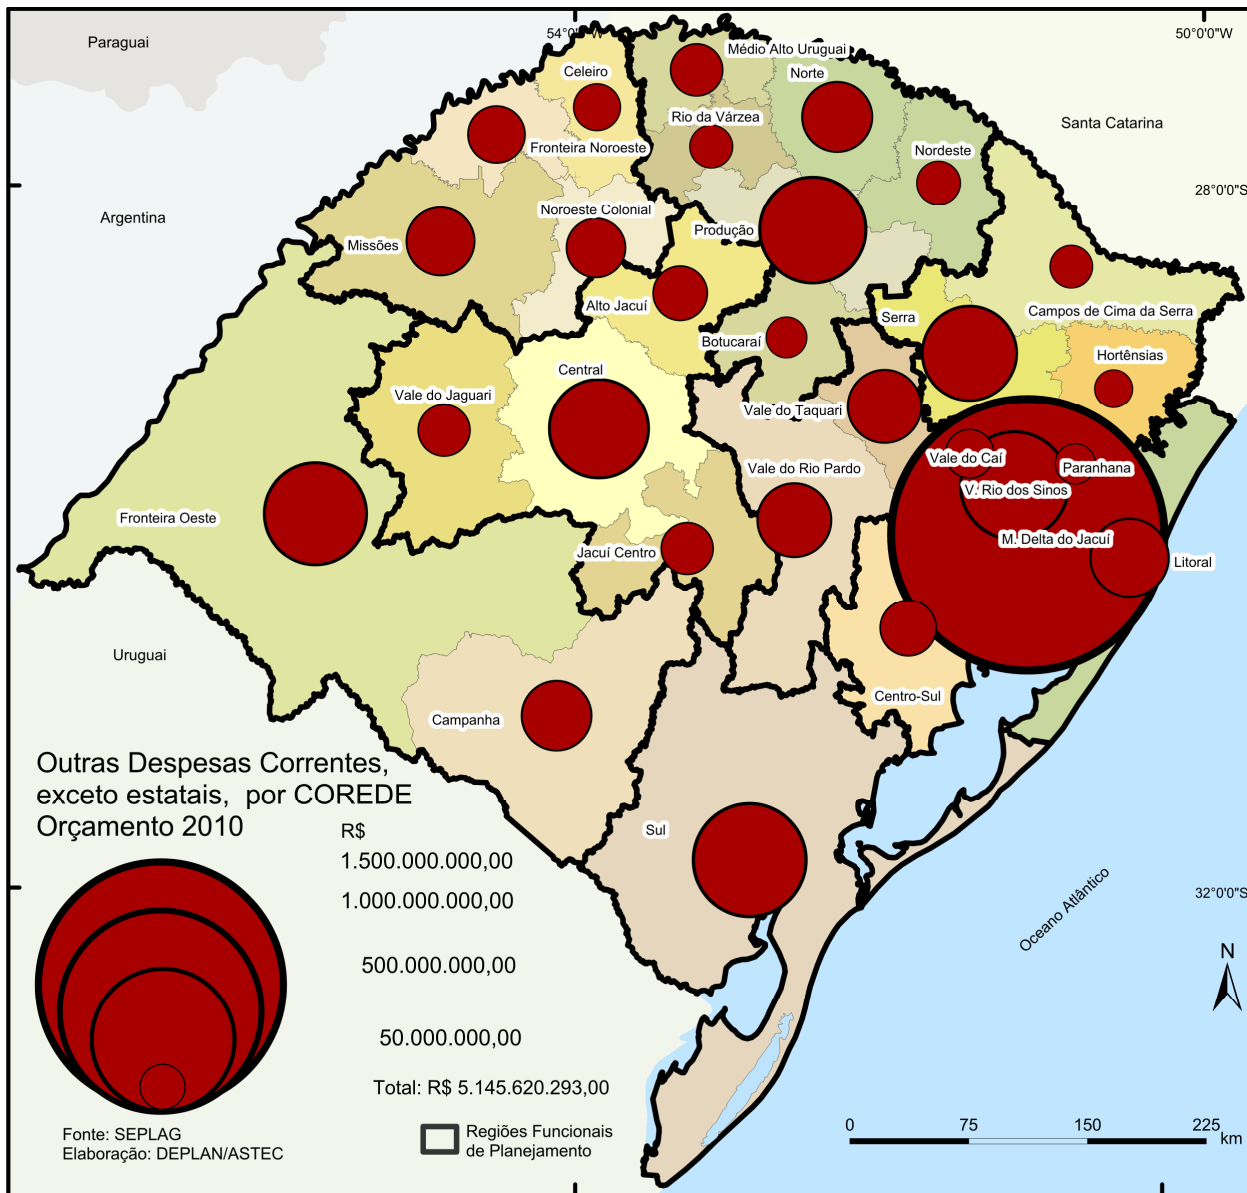 Paraguai
54°0'0"W
50°0'0"W
Médio Alto Uruguai
Celeiro
Norte
Rio da Várzea
Santa Catarina
Fronteira Noroeste
Nordeste
28°0'0"S
Argentina
Noroeste Colonial
Missões
Produção
Alto Jacuí
Campos de Cima da Serra
Serra
Botucaraí
Hortênsias
Central
Vale do Jaguari
Vale do Taquari
Vale do Caí
Paranhana
Vale do Rio Pardo
V. Rio dos Sinos
Fronteira Oeste
M. Delta do Jacuí
Jacuí Centro
Litoral
Uruguai
Centro-Sul
Campanha
Sul
Oceano Atlântico
32°0'0"S
N
Outras Despesas Correntes,
exceto estatais, por COREDE
Orçamento 2010
R$
1.500.000.000,00
1.000.000.000,00
500.000.000,00
50.000.000,00
Total: R$ 5.145.620.293,00
Fonte: SEPLAG
Elaboração: DEPLAN/ASTEC
Regiões Funcionais
de Planejamento
0 75 150 225
km